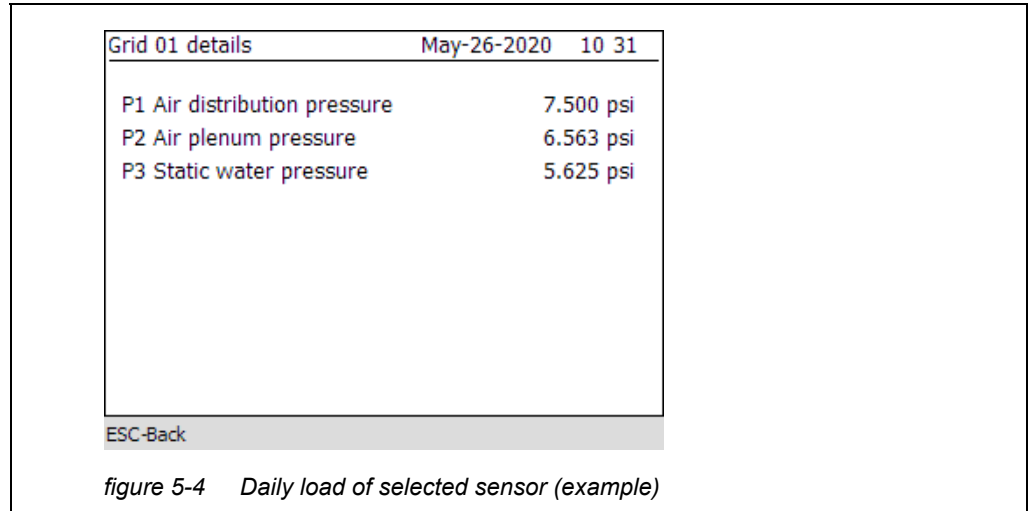 Grid 01 details May-26-2020 10 31
P1 Air distribution pressure 7.500 psi
P2 Air plenum pressure 6.563 psi
P3 Static water pressure 5.625 psi
ESC-Back
figure 5-4 Daily load of selected sensor (example)